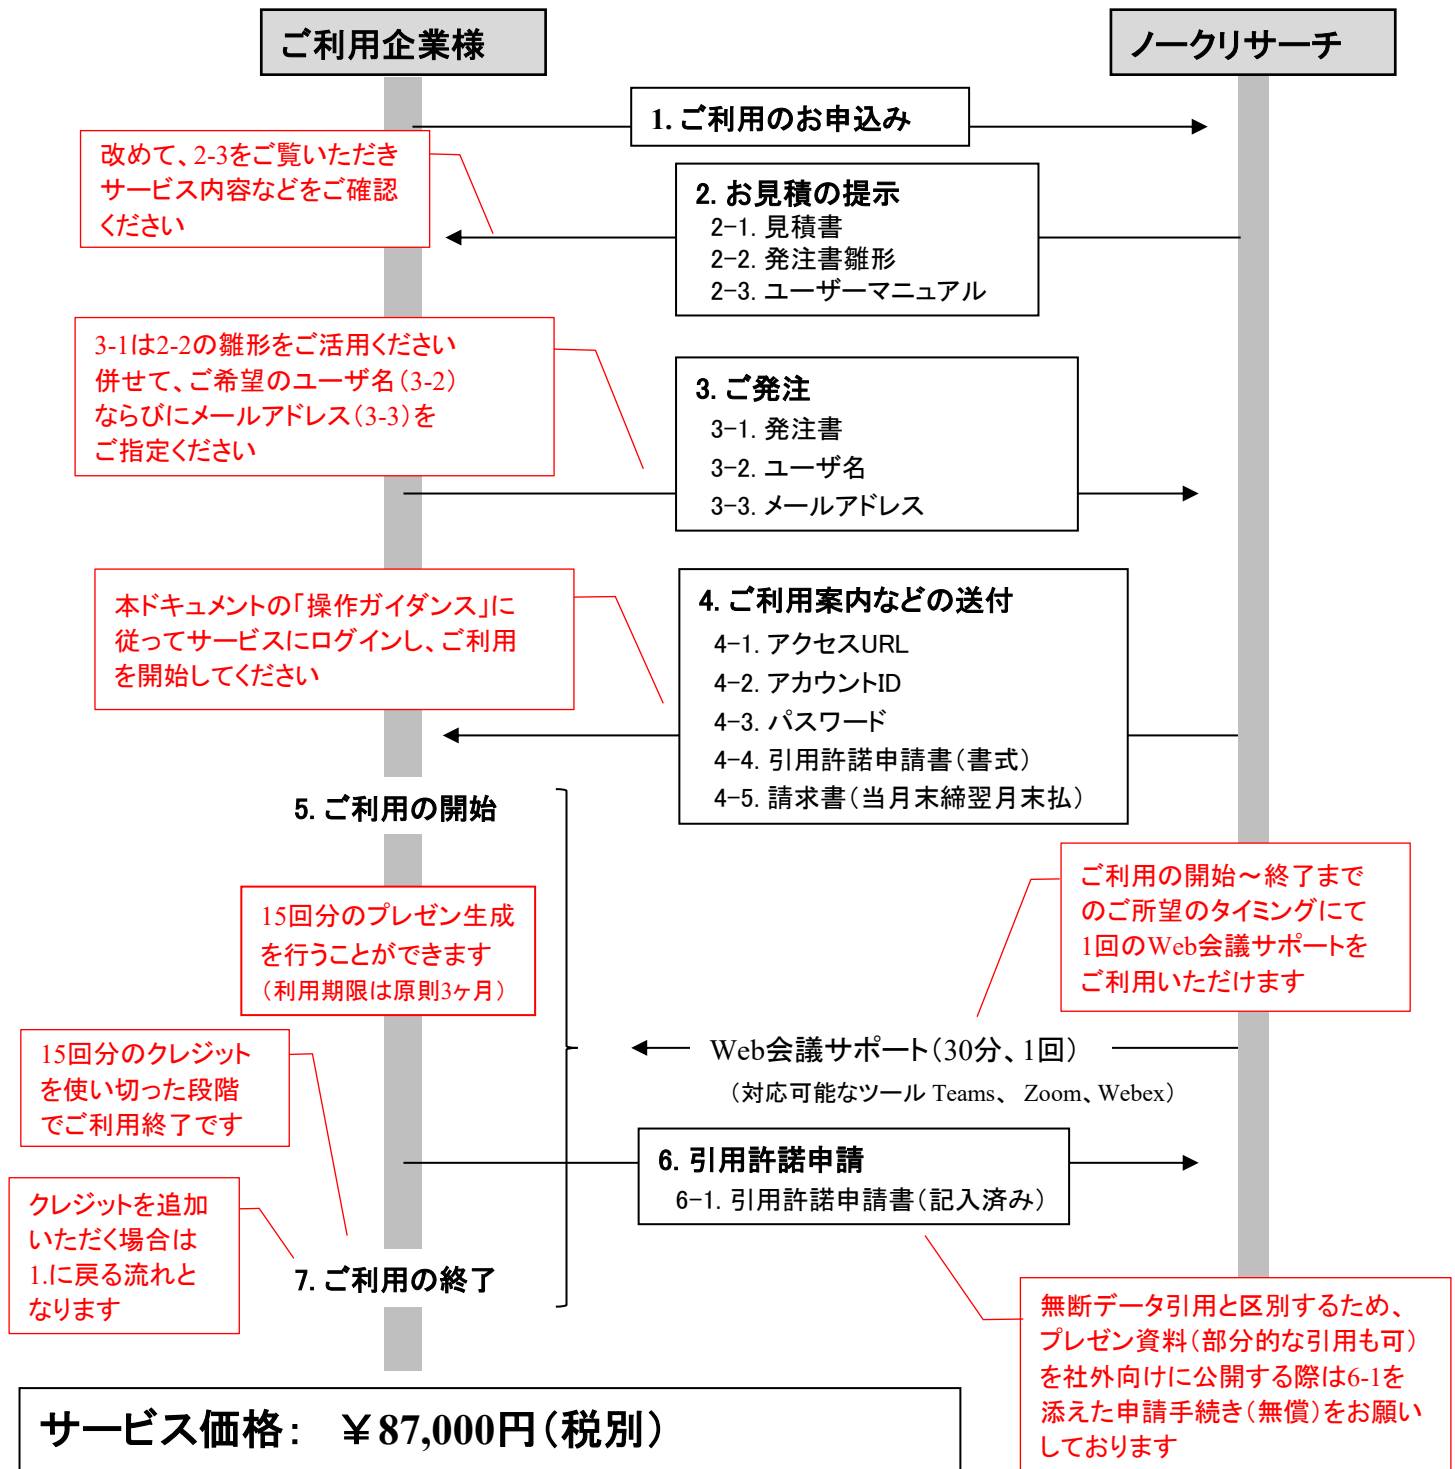 ご利用企業様
ノークリサーチ
1. ご利用のお申込み
改めて、2-3をご覧いただき
サービス内容などをご確認
ください
2. お見積の提示
2-1. 見積書
2-2. 発注書雛形
2-3. ユーザーマニュアル
3-1は2-2の雛形をご活用ください
併せて、ご希望のユーザ名(3-2)
ならびにメールアドレス(3-3)を
ご指定ください
3. ご発注
3-1. 発注書
3-2. ユーザ名
3-3. メールアドレス
本ドキュメントの「操作ガイダンス」に
従ってサービスにログインし、ご利用
を開始してください
4. ご利用案内などの送付
4-1. アクセスURL
4-2. アカウントID
4-3. パスワード
4-4. 引用許諾申請書(書式)
4-5. 請求書(当月末締翌月末払)
5. ご利用の開始
15回分のプレゼン生成
を行うことができます
(利用期限は原則3ヶ月)
ご利用の開始～終了まで
のご所望のタイミングにて
1回のWeb会議サポートを
ご利用いただけます
Web会議サポート(30分、1回)
(対応可能なツール Teams、 Zoom、Webex)
15回分のクレジット
を使い切った段階
でご利用終了です
6. 引用許諾申請
6-1. 引用許諾申請書(記入済み)
クレジットを追加
いただく場合は
1.に戻る流れと
なります
7. ご利用の終了
無断データ引用と区別するため、
プレゼン資料(部分的な引用も可)
を社外向けに公開する際は6-1を
添えた申請手続き(無償)をお願い
しております
サービス価格: ￥87,000円(税別)